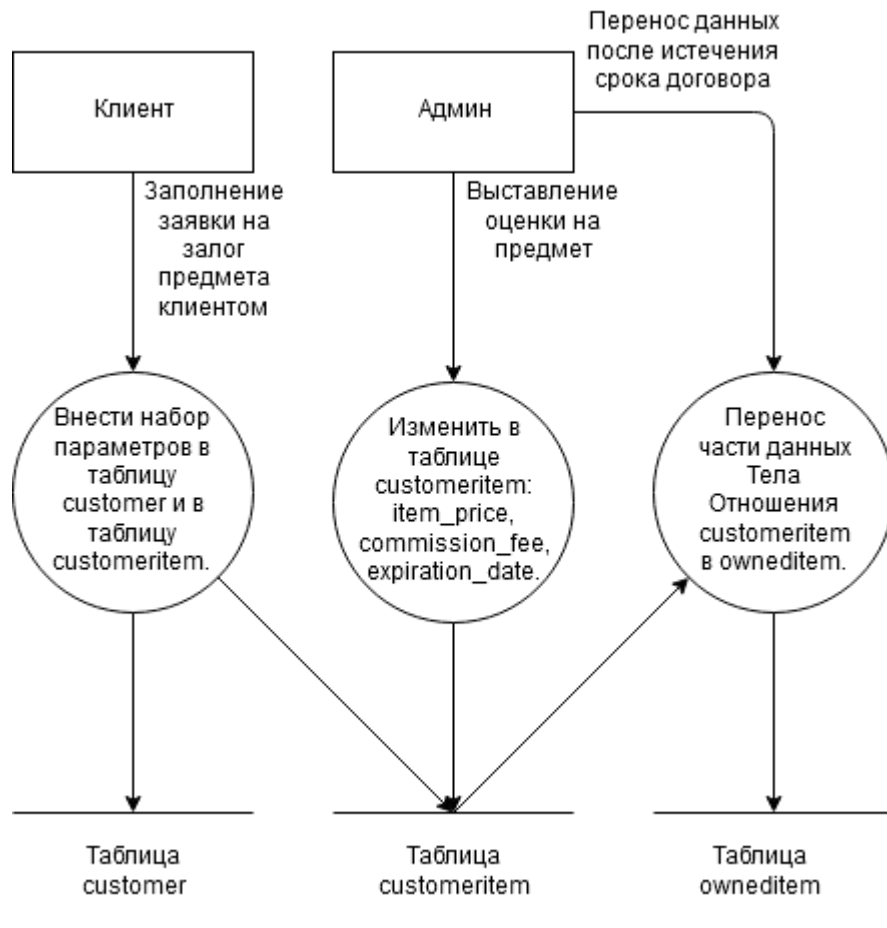 Перенос данных
после истечения
срока договора
Клиент
Админ
Заполнение
заявки на
залог
предмета
клиентом
Выставление
оценки на
предмет
Внести набор
параметров в
таблицу
customer и в
таблицу
customeritem.
Изменить в
таблице
customeritem:
item_price,
commission_fee,
expiration_date.
Перенос
части данных
Тела
Отношения
customeritem
в owneditem.
Таблица
customer
Таблица
customeritem
Таблица
owneditem